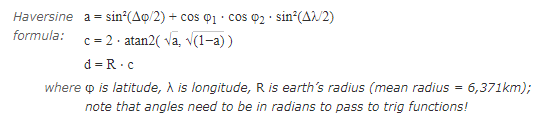 Haversine a = sin²(Δφ/2) + cos φ₁ ⋅ cos φ₂ ⋅ sin²(Δλ/2)
formula: c = 2 ⋅ atan2( √a, √(1−a) )
d = R ⋅ c
where φ is latitude, λ is longitude, R is earth’s radius (mean radius = 6,371km);
note that angles need to be in radians to pass to trig functions!